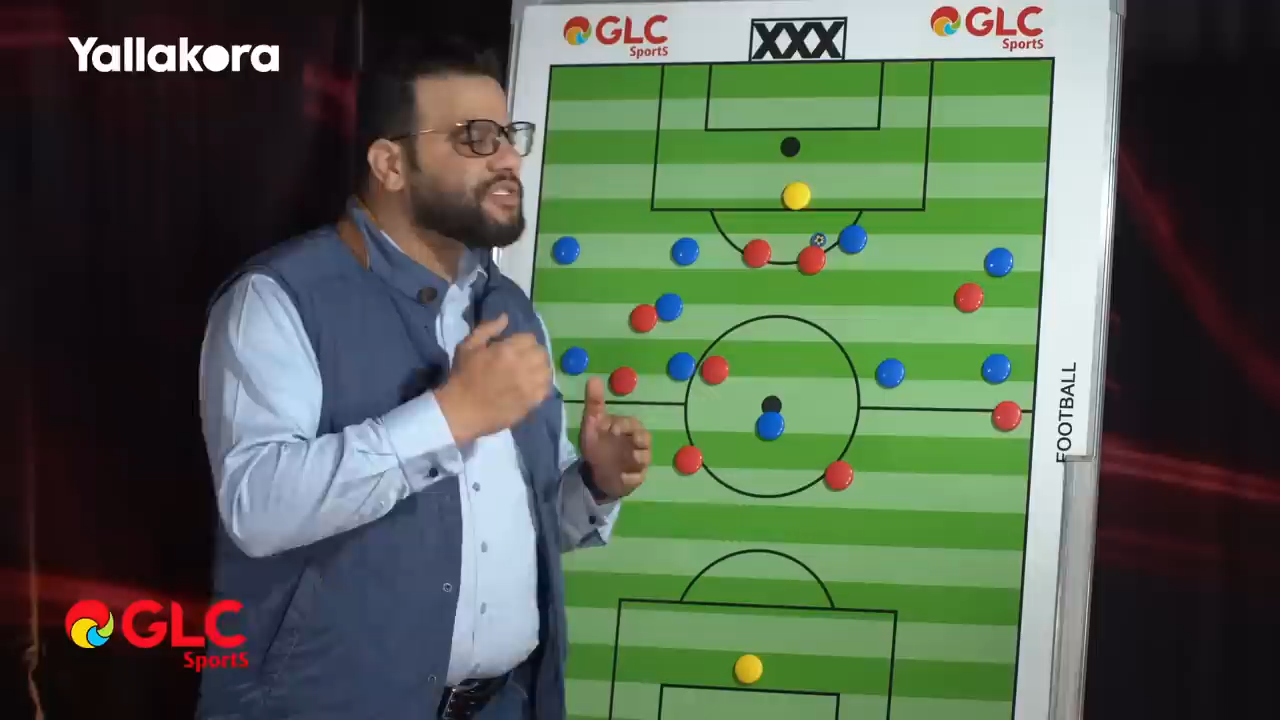 Yallakora
GLC
Sports
XXX
GLC
Sports
FOOTBALL
GLC
Sports